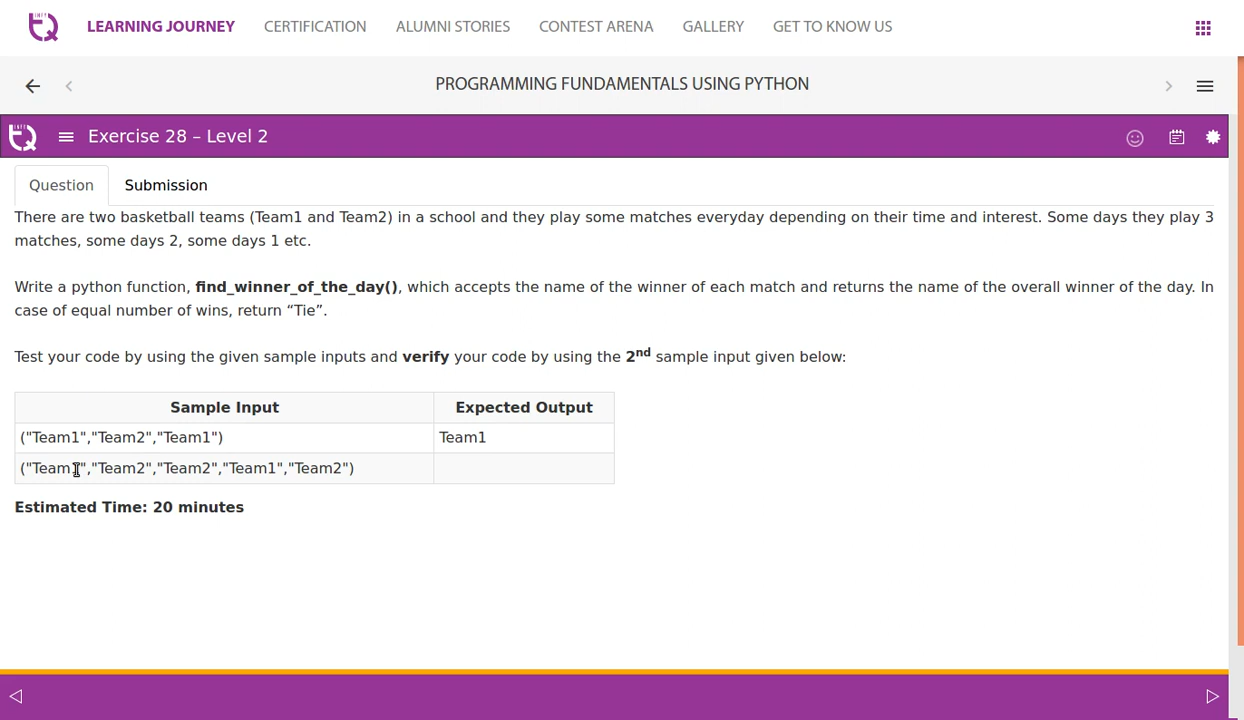 LEARNING JOURNEY CERTIFICATION ALUMNI STORIES CONTEST ARENA GALLERY GET TO KNOW US
PROGRAMMING FUNDAMENTALS USING PYTHON
Exercise 28 – Level 2
Question Submission
There are two basketball teams (Team1 and Team2) in a school and they play some matches everyday depending on their time and interest. Some days they play 3
matches, some days 2, some days 1 etc.
Write a python function, find_winner_of_the_day(), which accepts the name of the winner of each match and returns the name of the overall winner of the day. In
case of equal number of wins, return “Tie”.
Test your code by using the given sample inputs and verify your code by using the 2nd sample input given below:
Sample Input Expected Output
("Team1","Team2","Team1") Team1
("Team1","Team2","Team2","Team1","Team2")
Estimated Time: 20 minutes